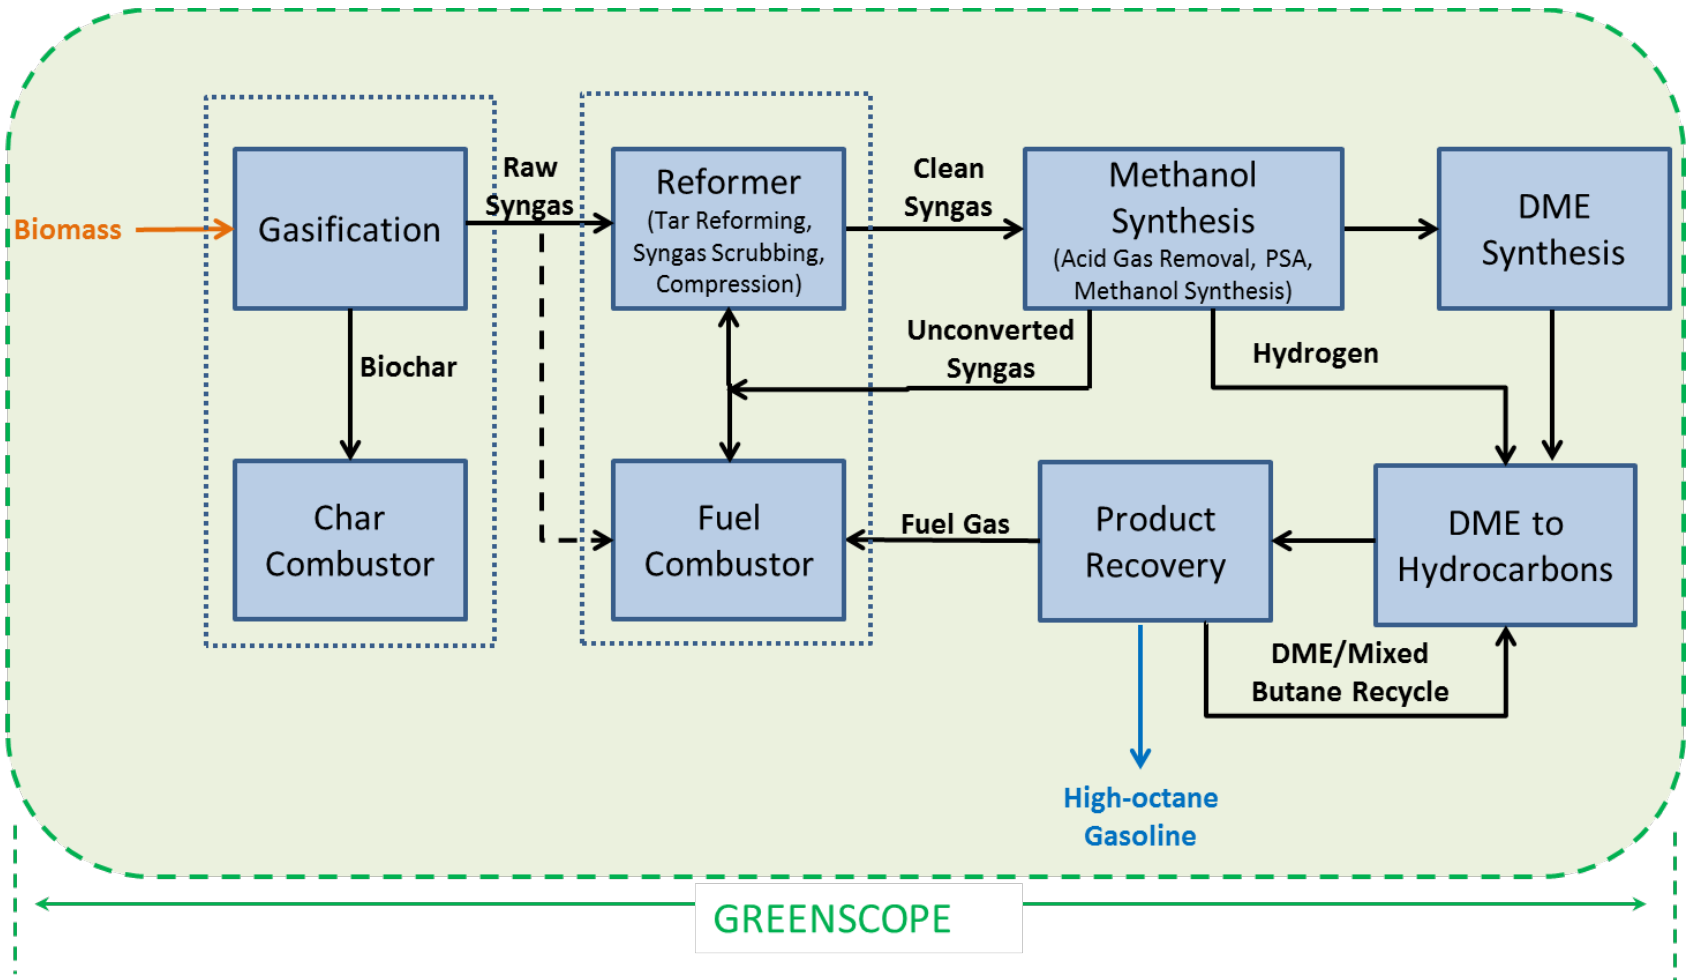 Biomass
Gasification
Raw
Syngas
Reformer
(Tar Reforming,
Syngas Scrubbing,
Compression)
Clean
Syngas
Methanol
Synthesis
(Acid Gas Removal, PSA,
Methanol Synthesis)
DME
Synthesis
Biochar
Unconverted
Syngas
Hydrogen
Char
Combustor
Fuel
Combustor
Fuel Gas
Product
Recovery
DME to
Hydrocarbons
DME/Mixed
Butane Recycle
High-octane
Gasoline
GREENSCOPE